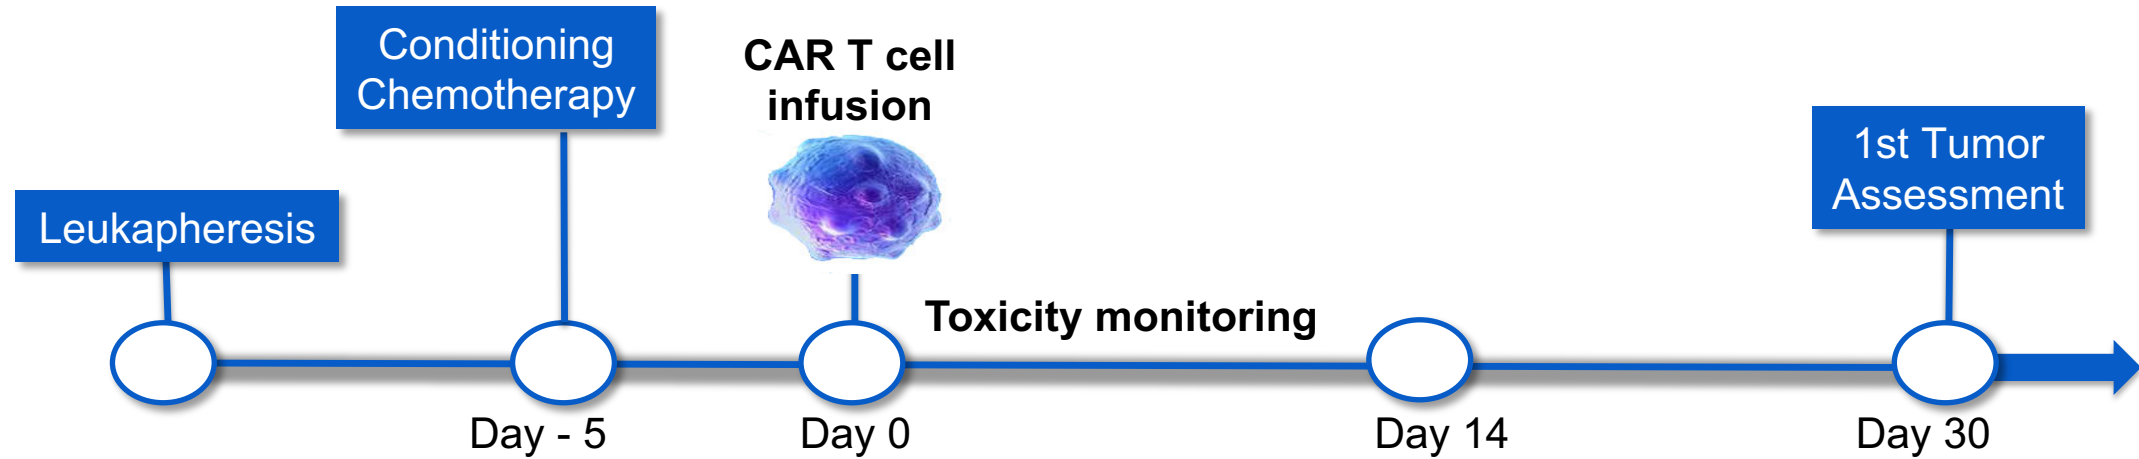 Leukapheresis
Conditioning
Chemotherapy
CAR T cell
infusion
Toxicity monitoring
1st Tumor
Assessment
Day - 5
Day 0
Day 14
Day 30